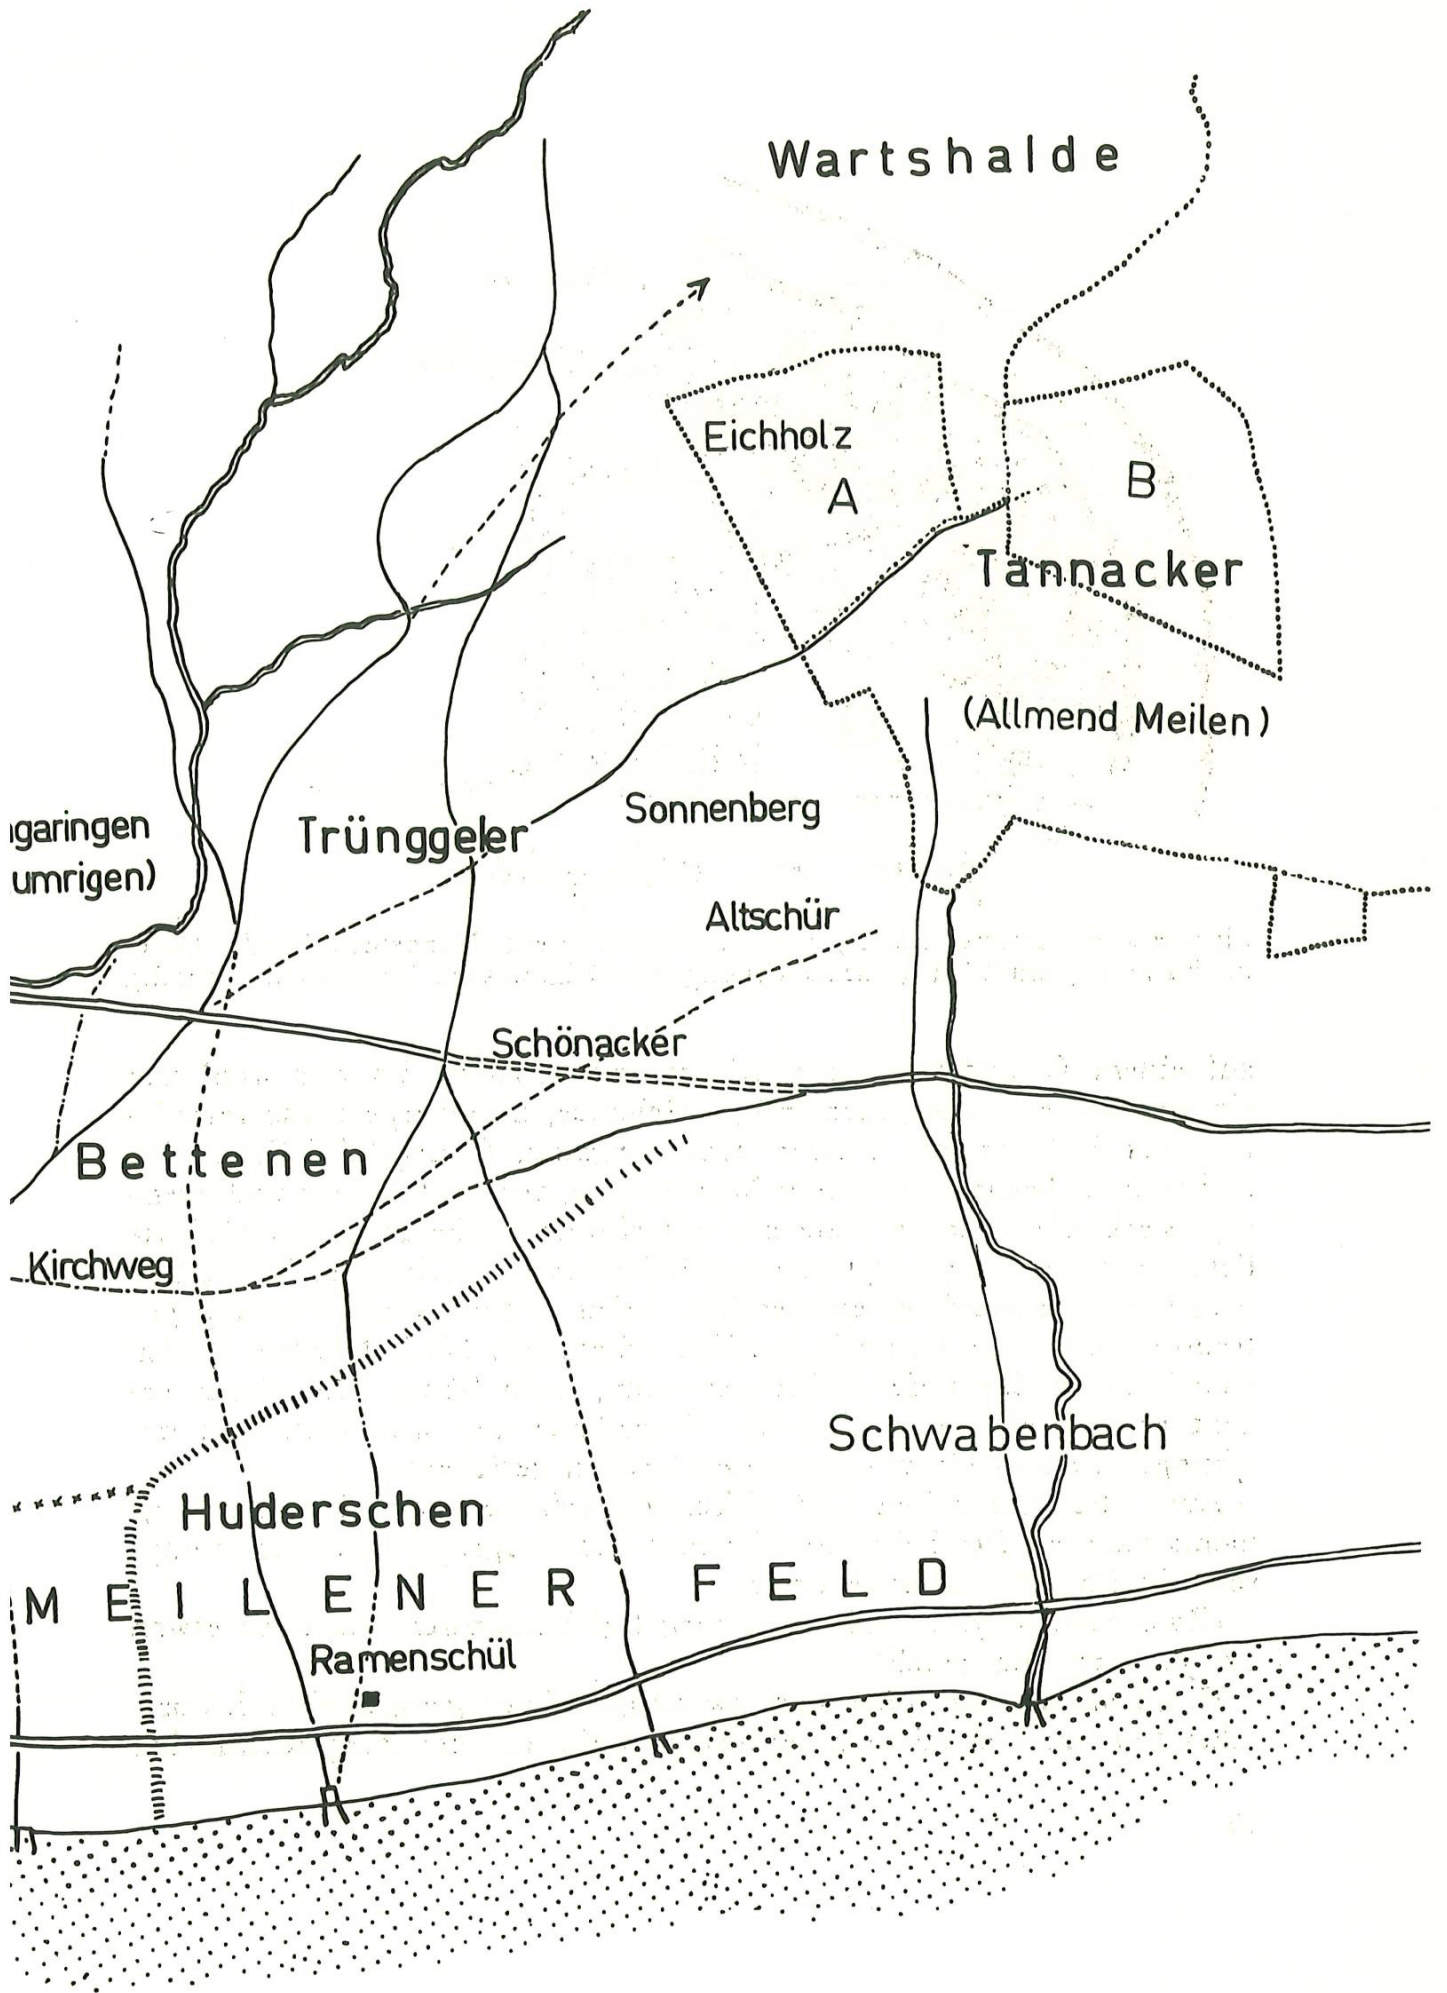 Wartshalde
Eichholz
A
B
Tannacker
(Allmend Meilen)
garingen
umrigen)
Trünggeler
Sonnenberg
Altschür
Schönacker
Bettenen
Kirchweg
Schwabenbach
Huderschen
MEILENER FELD
Ramenschül